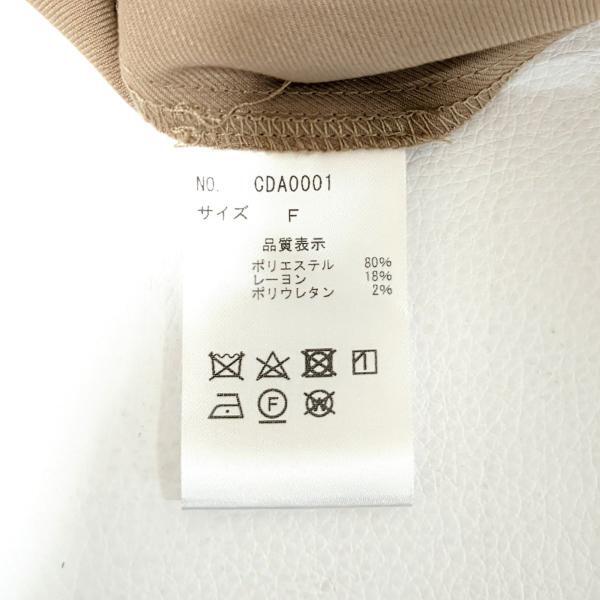 NO. CDA0001
サイズ F
品質表示
ポリエステル 80%
レーヨン 18%
ポリウレタン 2%
F
W